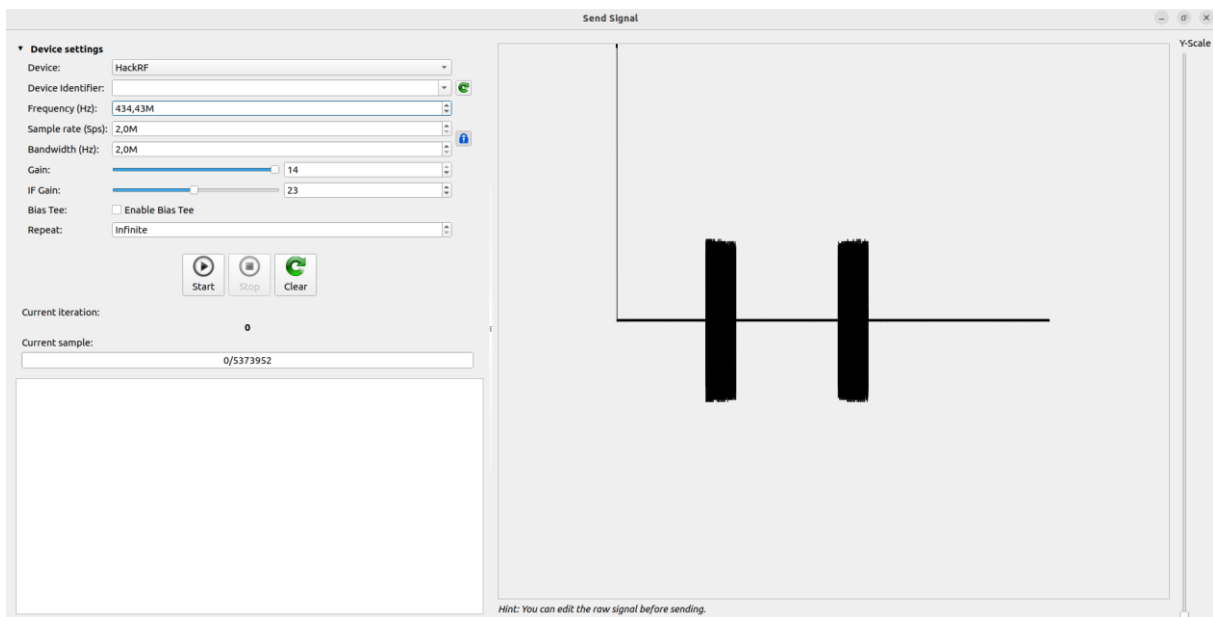 Send Signal
Device settings
Device: HackRF
Device Identifier:
Frequency (Hz): 434,43M
Sample rate (Sps): 2,0M
Bandwidth (Hz): 2,0M
Gain: 14
IF Gain: 23
Bias Tee: Enable Bias Tee
Repeat: Infinite
Start Stop Clear
Current iteration:
0
Current sample:
0/5373952
Y-Scale
Hint: You can edit the raw signal before sending.